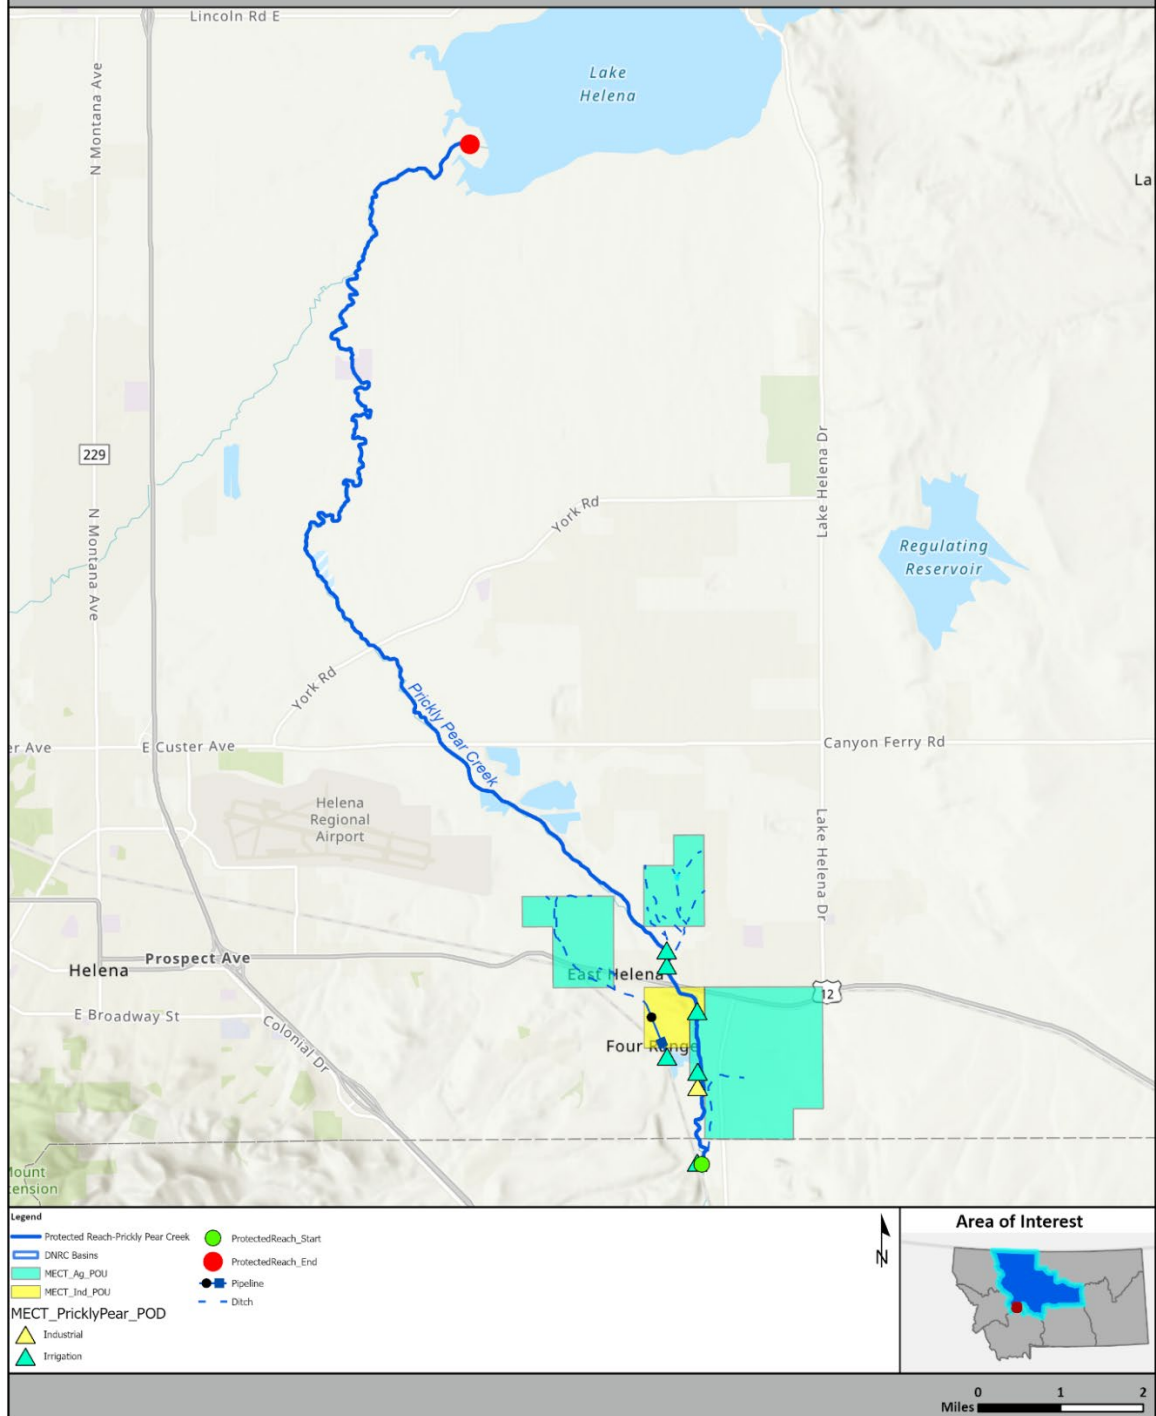 Lincoln Rd E
N Montana Ave
Lake
Helena
La
229
N Montana Ave
York Rd
Lake Helena Dr
Regulating
Reservoir
York Rd
Prickly Pear Creek
er Ave
E Custer Ave
Canyon Ferry Rd
Helena
Regional
Airport
Lake Helena Dr
Prospect Ave
Helena
East Helena
12
E Broadway St
Colonial Dr
Four Range
Mount
ension
Legend
Protected Reach-Prickly Pear Creek
DNRC Basins
MECT_Ag_POU
MECT_Ind_POU
MECT_PricklyPear_POD
Industrial
Irrigation
ProtectedReach_Start
ProtectedReach_End
Pipeline
Ditch
N
Area of Interest
0 1 2
Miles